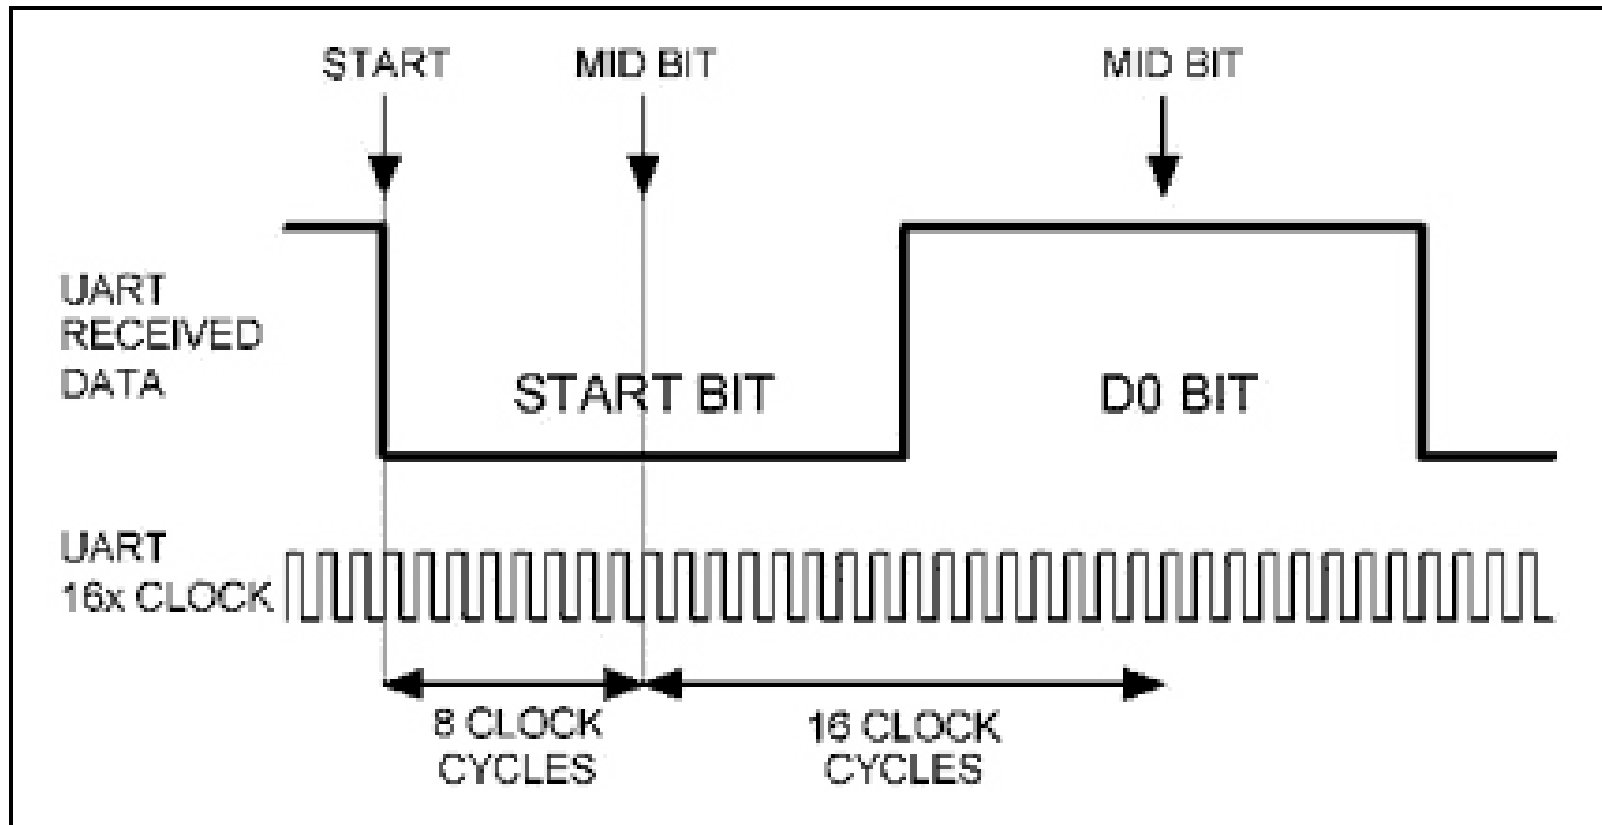 START
MID BIT
MID BIT
UART
RECEIVED
DATA
START BIT
D0 BIT
UART
16x CLOCK
8 CLOCK
CYCLES
16 CLOCK
CYCLES